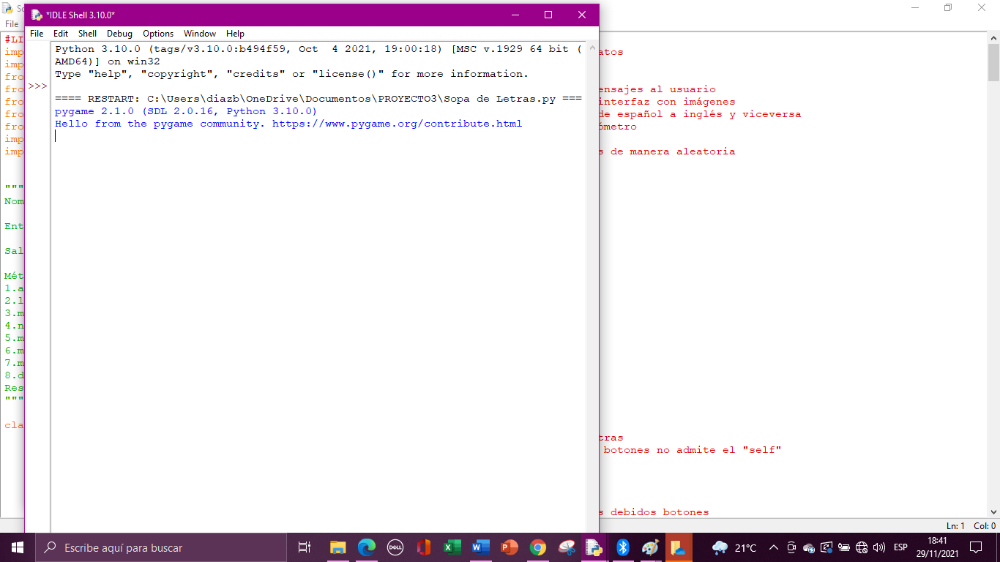 *IDLE Shell 3.10.0*
File
File Edit Shell Debug Options Window Help
Python 3.10.0 (tags/v3.10.0:b494f59, Oct  4 2021, 19:00:18) [MSC v.1929 64 bit (
AMD64)] on win32
Type "help", "copyright", "credits" or "license()" for more information.
>>>
==== RESTART: C:\Users\diazb\OneDrive\Documentos\PROYECTO3\Sopa de Letras.py ===
pygame 2.1.0 (SDL 2.0.16, Python 3.10.0)
Hello from the pygame community. https://www.pygame.org/contribute.html
#LI
imp
imp
fro
fro
fro
fro
fro
imp
imp
"""
Nom
Ent
Sal
Mét
1.a
2.l
3.m
4.n
5.m
6.m
7.m
8.d
Res
"""
cla
atos
ensajes al usuario
interfaz con imágenes
de español a inglés y viceversa
ómetro
s de manera aleatoria
tras
botones no admite el "self"
s debidos botones
Ln: 1 Col: 0
Escribe aquí para buscar
DELL
21°C
ESP
18:41
29/11/2021